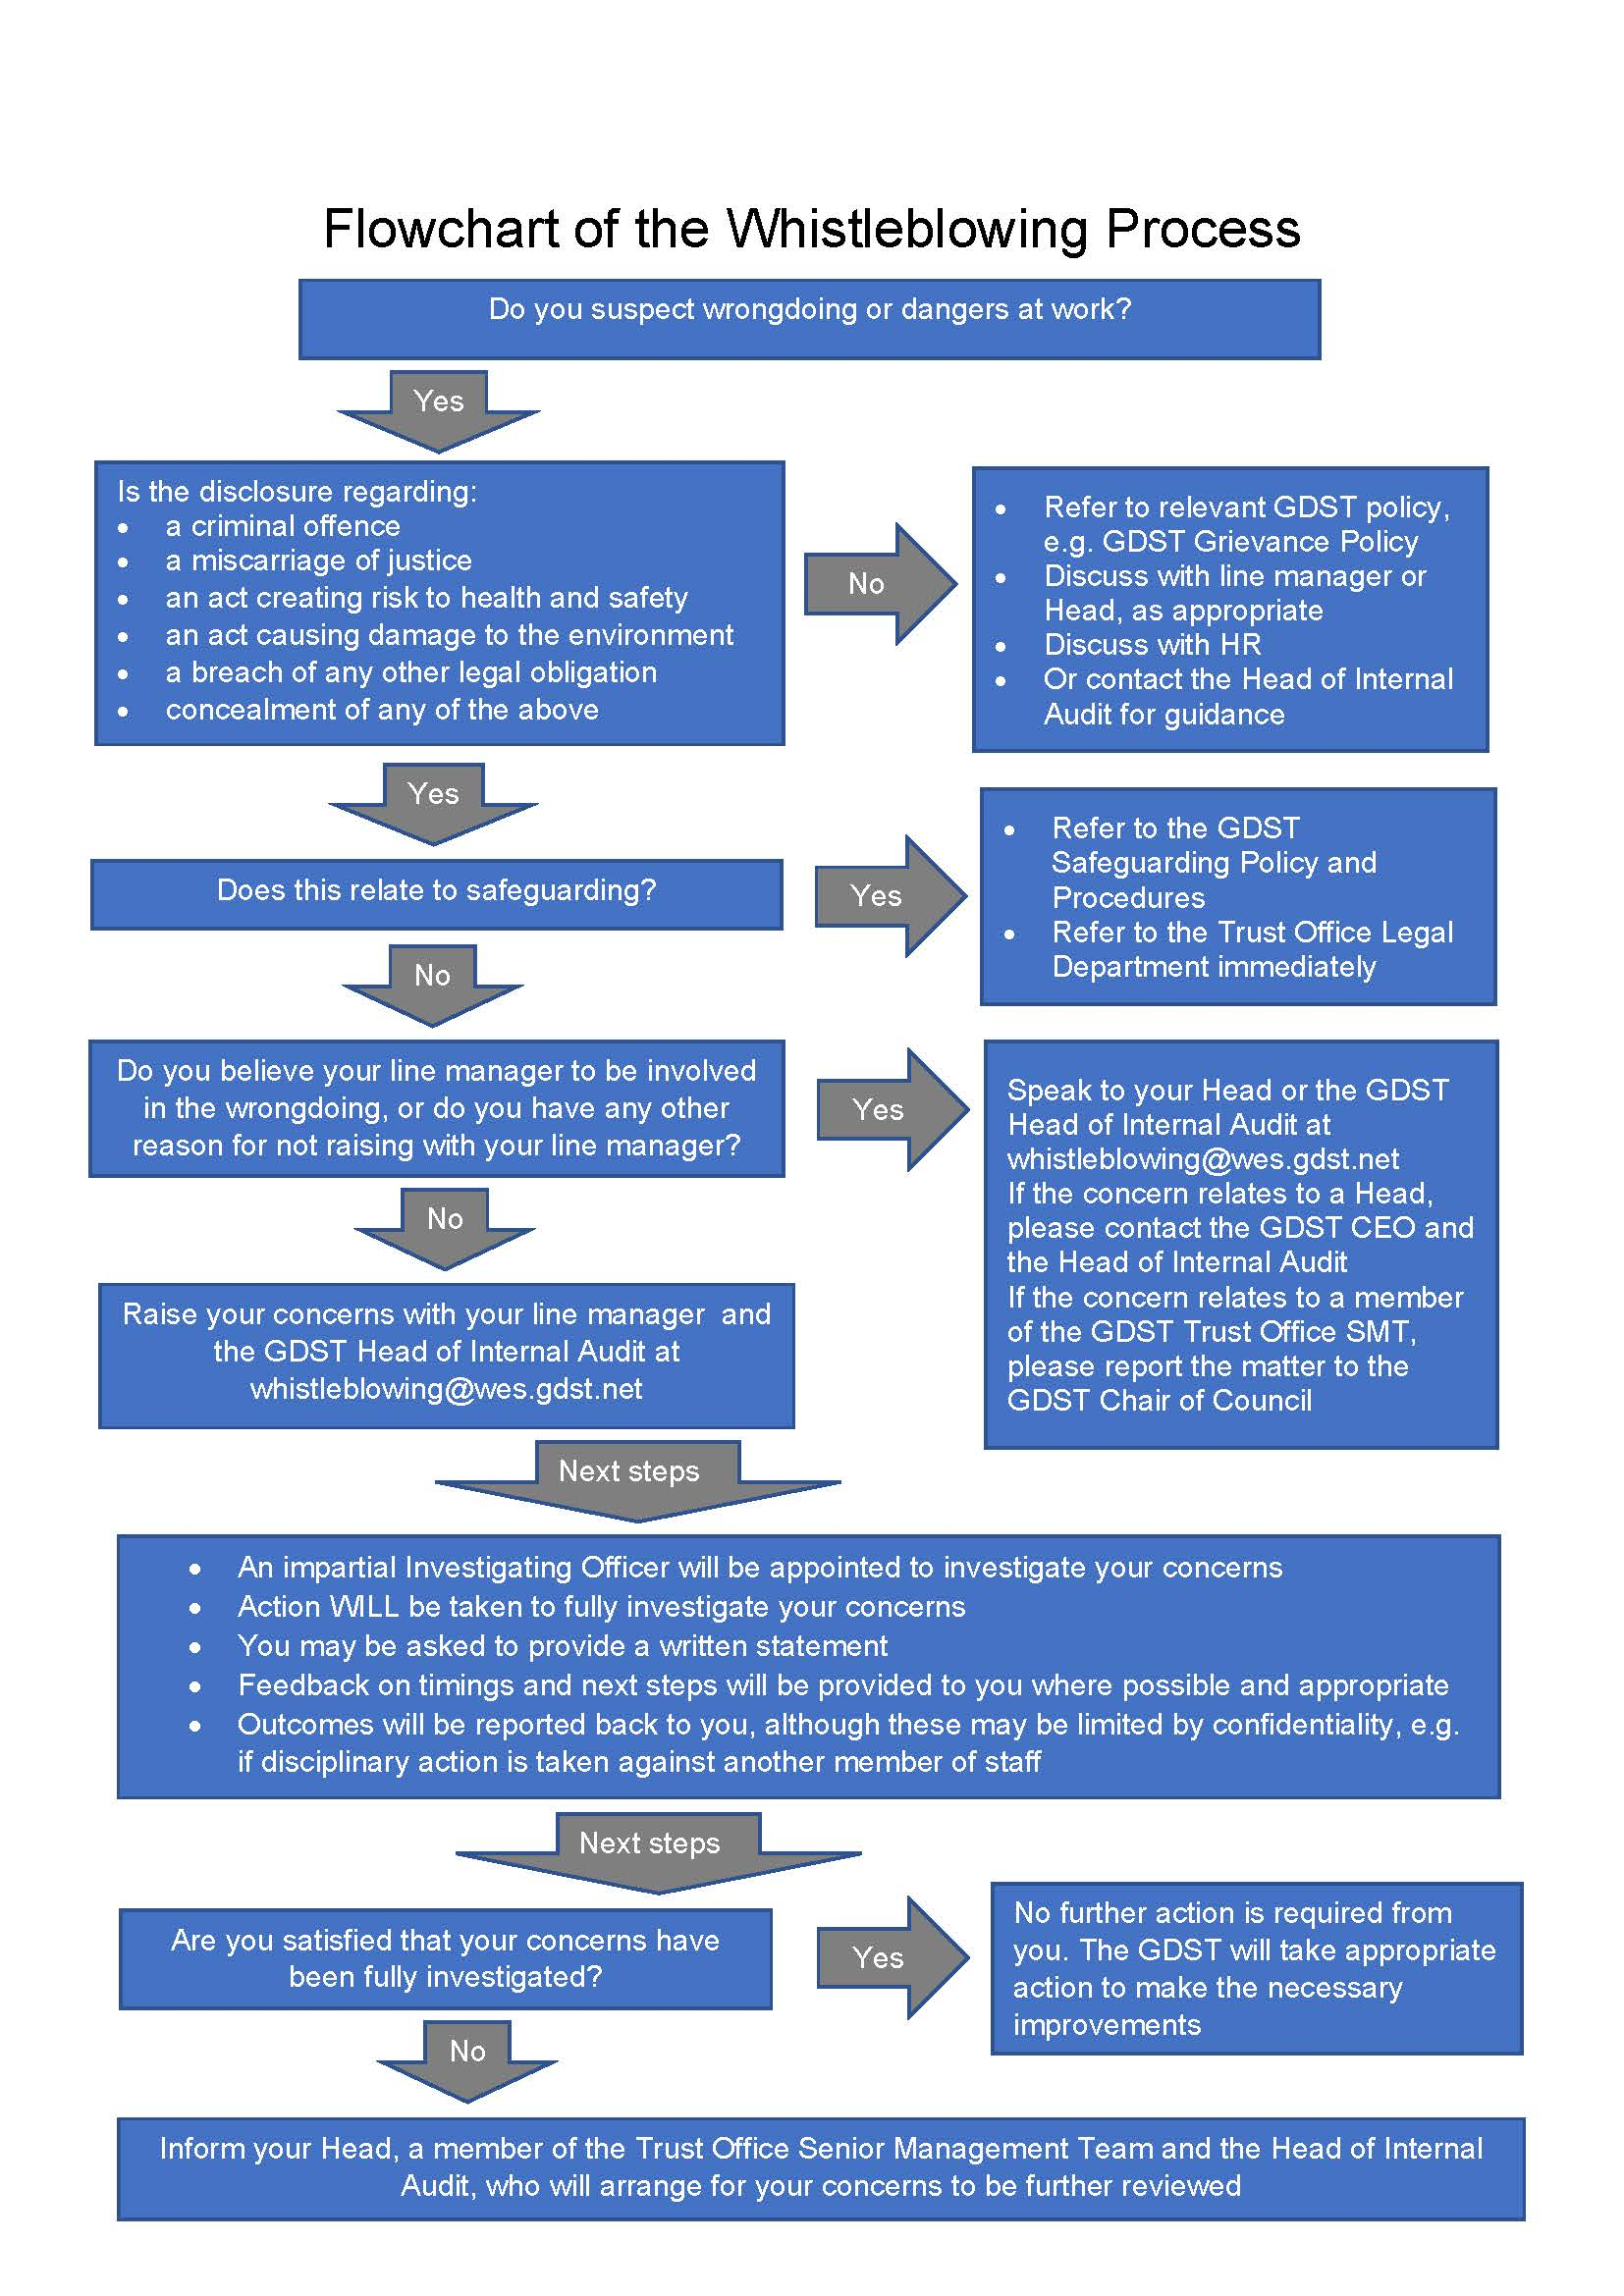 Flowchart of the Whistleblowing Process
Do you suspect wrongdoing or dangers at work?
Yes
Is the disclosure regarding:
• a criminal offence
• a miscarriage of justice
• an act creating risk to health and safety
• an act causing damage to the environment
• a breach of any other legal obligation
• concealment of any of the above
No
• Refer to relevant GDST policy,
e.g. GDST Grievance Policy
• Discuss with line manager or
Head, as appropriate
• Discuss with HR
• Or contact the Head of Internal
Audit for guidance
Yes
Does this relate to safeguarding?
Yes
• Refer to the GDST
Safeguarding Policy and
Procedures
• Refer to the Trust Office Legal
Department immediately
No
Do you believe your line manager to be involved
in the wrongdoing, or do you have any other
reason for not raising with your line manager?
Yes
Speak to your Head or the GDST
Head of Internal Audit at
whistleblowing@wes.gdst.net
If the concern relates to a Head,
please contact the GDST CEO and
the Head of Internal Audit
If the concern relates to a member
of the GDST Trust Office SMT,
please report the matter to the
GDST Chair of Council
No
Raise your concerns with your line manager and
the GDST Head of Internal Audit at
whistleblowing@wes.gdst.net
Next steps
• An impartial Investigating Officer will be appointed to investigate your concerns
• Action WILL be taken to fully investigate your concerns
• You may be asked to provide a written statement
• Feedback on timings and next steps will be provided to you where possible and appropriate
• Outcomes will be reported back to you, although these may be limited by confidentiality, e.g.
if disciplinary action is taken against another member of staff
Next steps
Are you satisfied that your concerns have
been fully investigated?
Yes
No further action is required from
you. The GDST will take appropriate
action to make the necessary
improvements
No
Inform your Head, a member of the Trust Office Senior Management Team and the Head of Internal
Audit, who will arrange for your concerns to be further reviewed